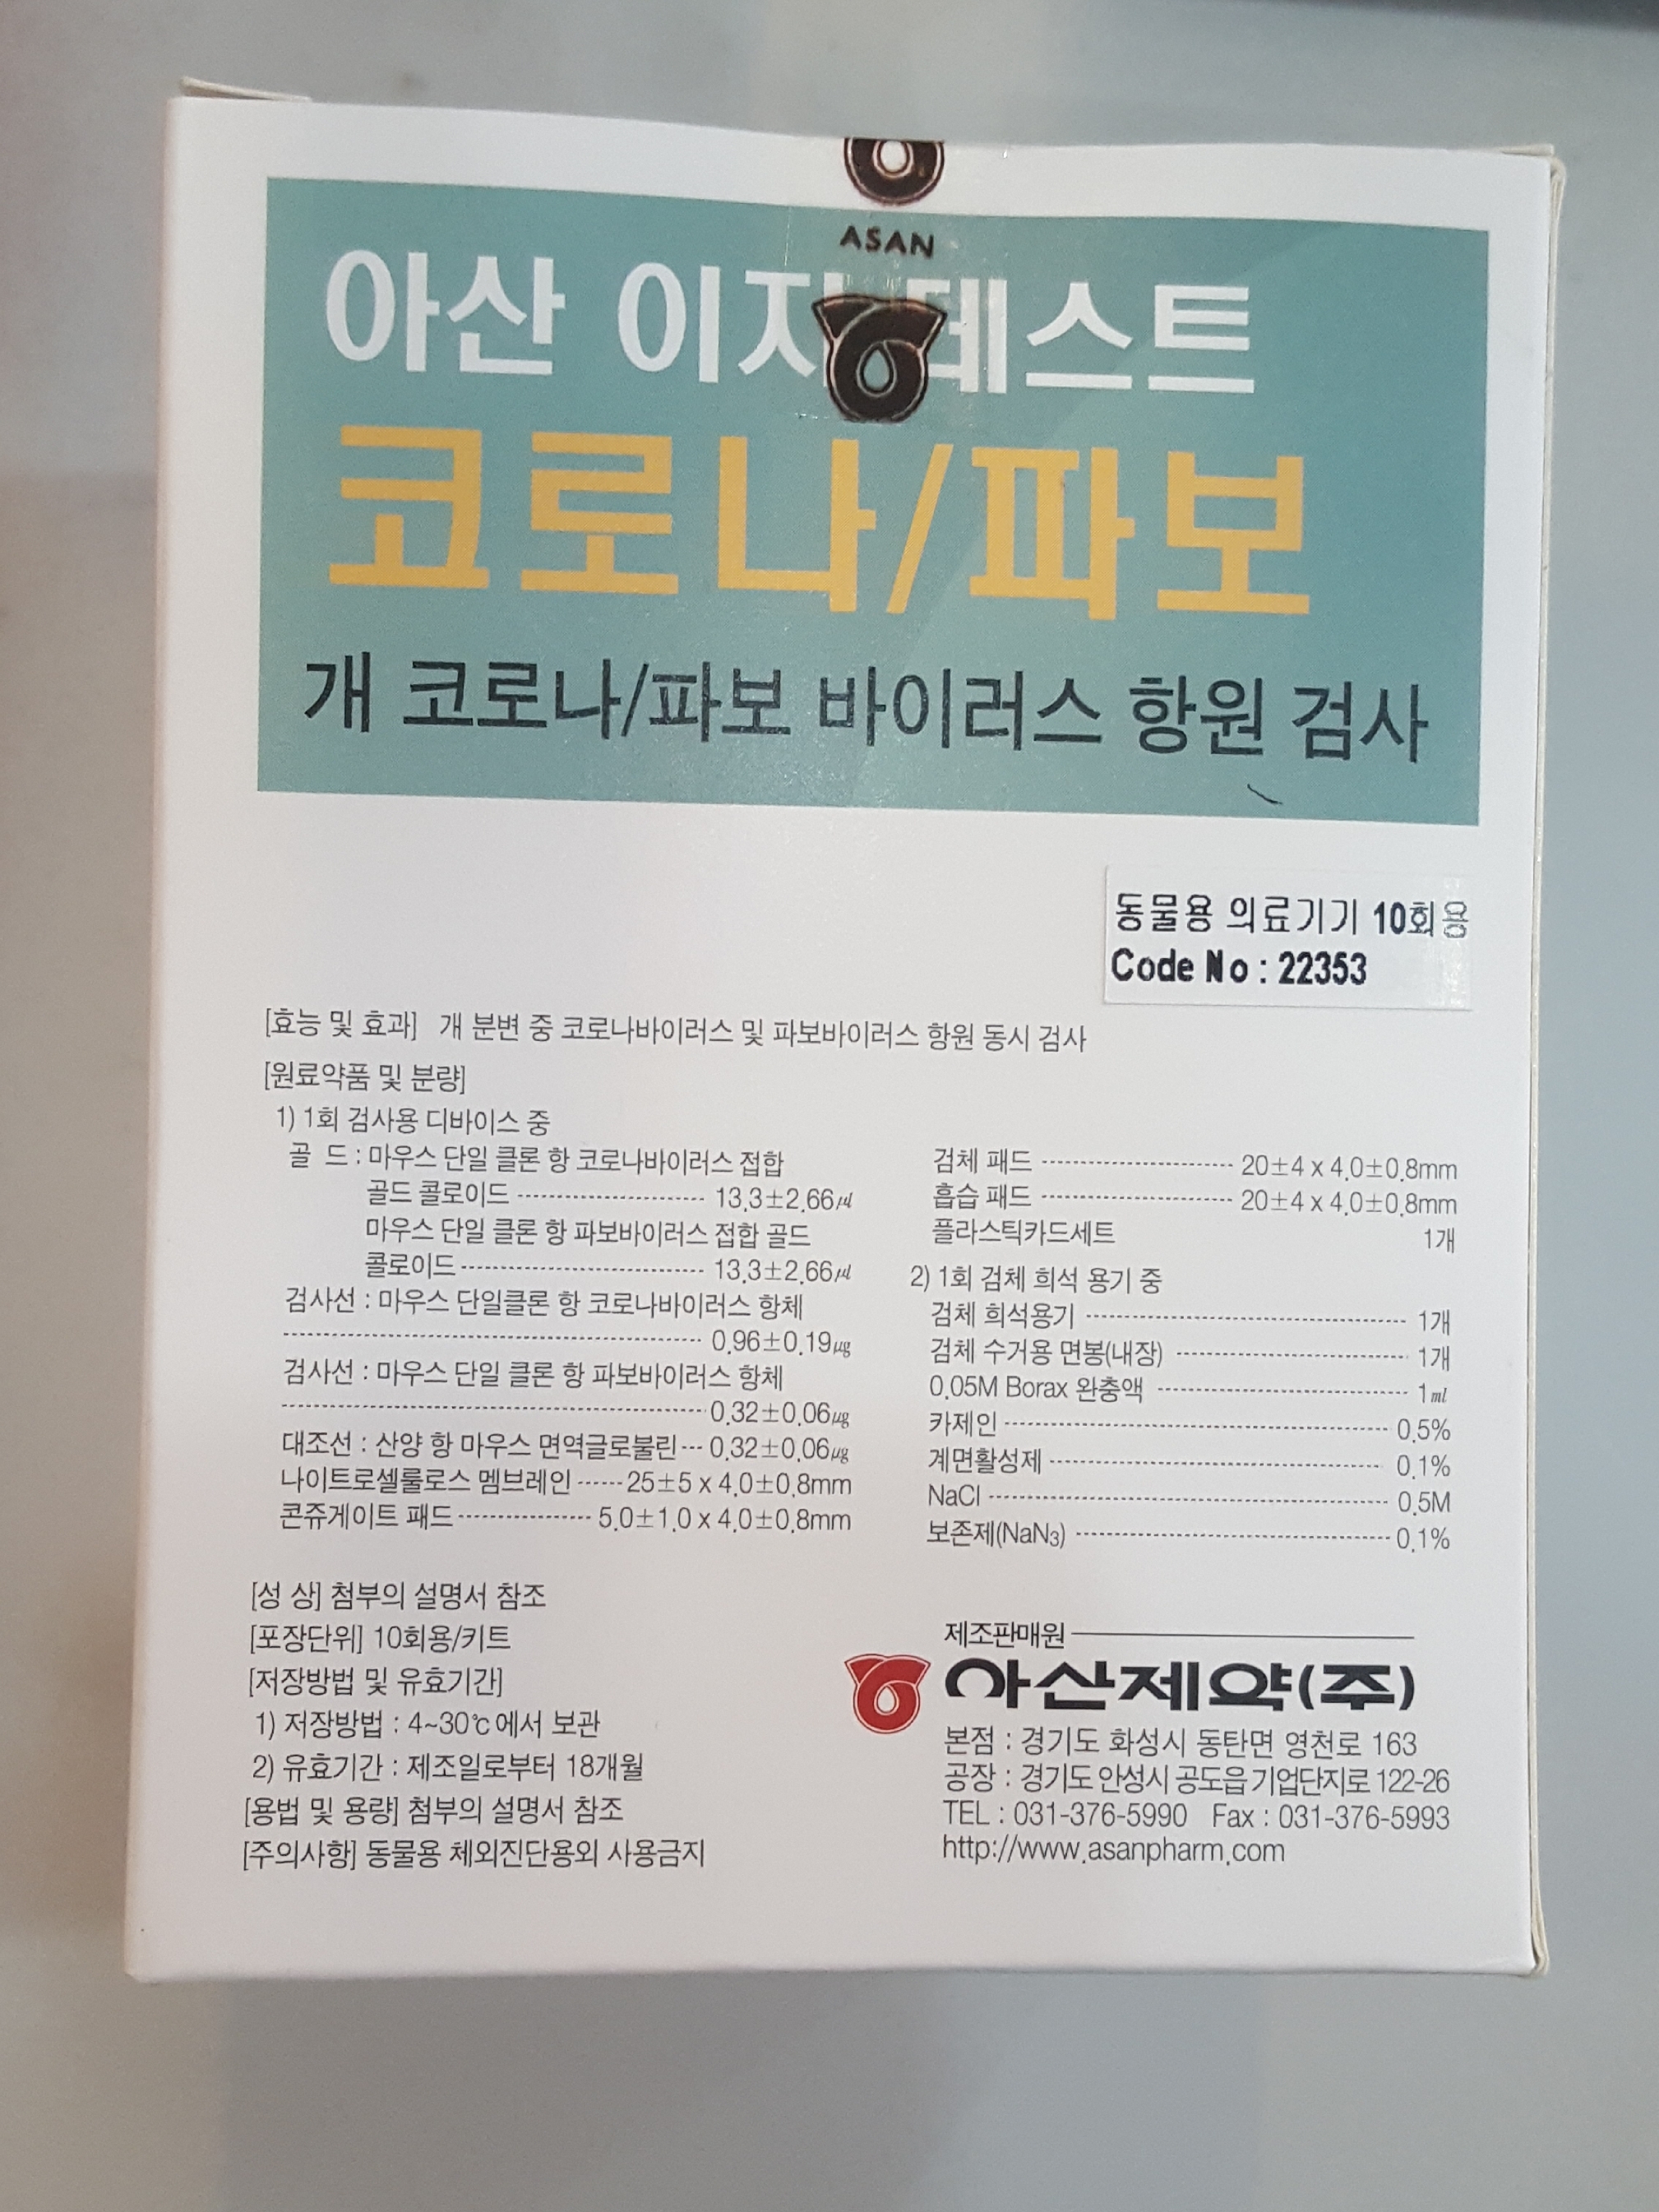 ASAN
아산 이지 테스트
코로나/파보
개 코로나/파보 바이러스 항원 검사
동물용 의료기기 10회용
Code No : 22353
[효능 및 효과] 개 분변 중 코로나바이러스 및 파보바이러스 항원 동시 검사
[원료약품 및 분량]
1) 1회 검사용 디바이스 중
골 드 : 마우스 단일 클론 항 코로나바이러스 접합
골드 콜로이드 ------------------------ 13.3±2.66㎕
마우스 단일 클론 항 파보바이러스 접합 골드
콜로이드 ------------------------------- 13.3±2.66㎕
검사선 : 마우스 단일클론 항 코로나바이러스 항체
------------------------------------------------------ 0.96±0.19㎍
검사선 : 마우스 단일 클론 항 파보바이러스 항체
------------------------------------------------------ 0.32±0.06㎍
대조선 : 산양 항 마우스 면역글로불린 --- 0.32±0.06㎍
나이트로셀룰로스 멤브레인 ------ 25±5 x 4.0±0.8mm
콘쥬게이트 패드 ----------------- 5.0±1.0 x 4.0±0.8mm
검체 패드 ------------------------- 20±4 x 4.0±0.8mm
흡습 패드 ------------------------- 20±4 x 4.0±0.8mm
플라스틱카드세트 1개
2) 1회 검체 희석 용기 중
검체 희석용기 ----------------------------------------- 1개
검체 수거용 면봉(내장) ------------------------------ 1개
0.05M Borax 완충액 -------------------------------- 1㎖
카제인 ------------------------------------------------- 0.5%
계면활성제 ------------------------------------------- 0.1%
NaCl --------------------------------------------------- 0.5M
보존제(NaN₃) ---------------------------------------- 0.1%
[성 상] 첨부의 설명서 참조
[포장단위] 10회용/키트
[저장방법 및 유효기간]
1) 저장방법 : 4~30℃에서 보관
2) 유효기간 : 제조일로부터 18개월
[용법 및 용량] 첨부의 설명서 참조
[주의사항] 동물용 체외진단용외 사용금지
제조판매원
아산제약(주)
본점 : 경기도 화성시 동탄면 영천로 163
공장 : 경기도 안성시 공도읍 기업단지로 122-26
TEL : 031-376-5990 Fax : 031-376-5993
http://www.asanpharm.com